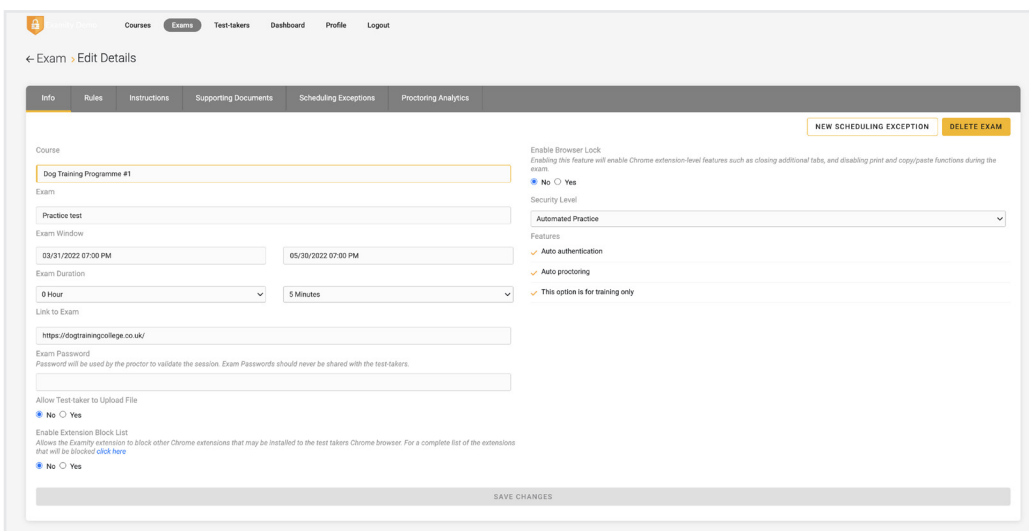 Courses Exams Test-takers Dashboard Profile Logout
← Exam > Edit Details
Info Rules Instructions Supporting Documents Scheduling Exceptions Proctoring Analytics
NEW SCHEDULING EXCEPTION DELETE EXAM
Course
Dog Training Programme #1
Exam
Practice test
Exam Window
03/31/2022 07:00 PM 05/30/2022 07:00 PM
Exam Duration
0 Hour 5 Minutes
Link to Exam
https://dogtrainingcollege.co.uk/
Exam Password
Password will be used by the proctor to validate the session. Exam Passwords should never be shared with the test-takers.
Allow Test-taker to Upload File
No Yes
Enable Extension Block List
Allows the Examity extension to block other Chrome extensions that may be installed to the test takers Chrome browser. For a complete list of the extensions
that will be blocked click here
No Yes
Enable Browser Lock
Enabling this feature will enable Chrome extension-level features such as closing additional tabs, and disabling print and copy/paste functions during the
exam.
No Yes
Security Level
Automated Practice
Features
Auto authentication
Auto proctoring
This option is for training only
SAVE CHANGES